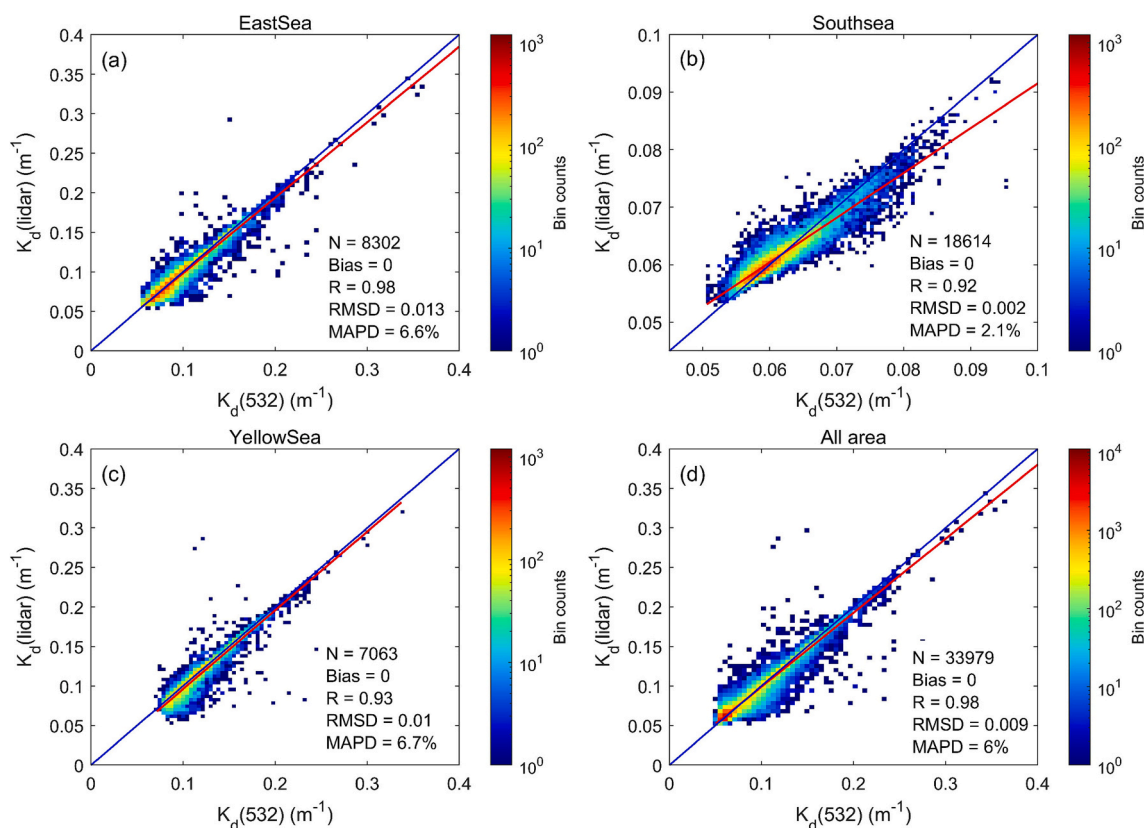 EastSea
(a)
0.4
0.35
0.3
0.25
0.2
0.15
0.1
0.05
0
0 0.1 0.2 0.3 0.4
K_d(lidar) (m^-1)
K_d(532) (m^-1)
N = 8302
Bias = 0
R = 0.98
RMSD = 0.013
MAPD = 6.6%
10^3
10^2
10^1
10^0
Bin counts
Southsea
(b)
0.1
0.09
0.08
0.07
0.06
0.05
0.05 0.06 0.07 0.08 0.09 0.1
K_d(lidar) (m^-1)
K_d(532) (m^-1)
N = 18614
Bias = 0
R = 0.92
RMSD = 0.002
MAPD = 2.1%
10^3
10^2
10^1
10^0
Bin counts
YellowSea
(c)
0.4
0.35
0.3
0.25
0.2
0.15
0.1
0.05
0
0 0.1 0.2 0.3 0.4
K_d(lidar) (m^-1)
K_d(532) (m^-1)
N = 7063
Bias = 0
R = 0.93
RMSD = 0.01
MAPD = 6.7%
10^3
10^2
10^1
10^0
Bin counts
All area
(d)
0.4
0.35
0.3
0.25
0.2
0.15
0.1
0.05
0
0 0.1 0.2 0.3 0.4
K_d(lidar) (m^-1)
K_d(532) (m^-1)
N = 33979
Bias = 0
R = 0.98
RMSD = 0.009
MAPD = 6%
10^4
10^3
10^2
10^1
10^0
Bin counts